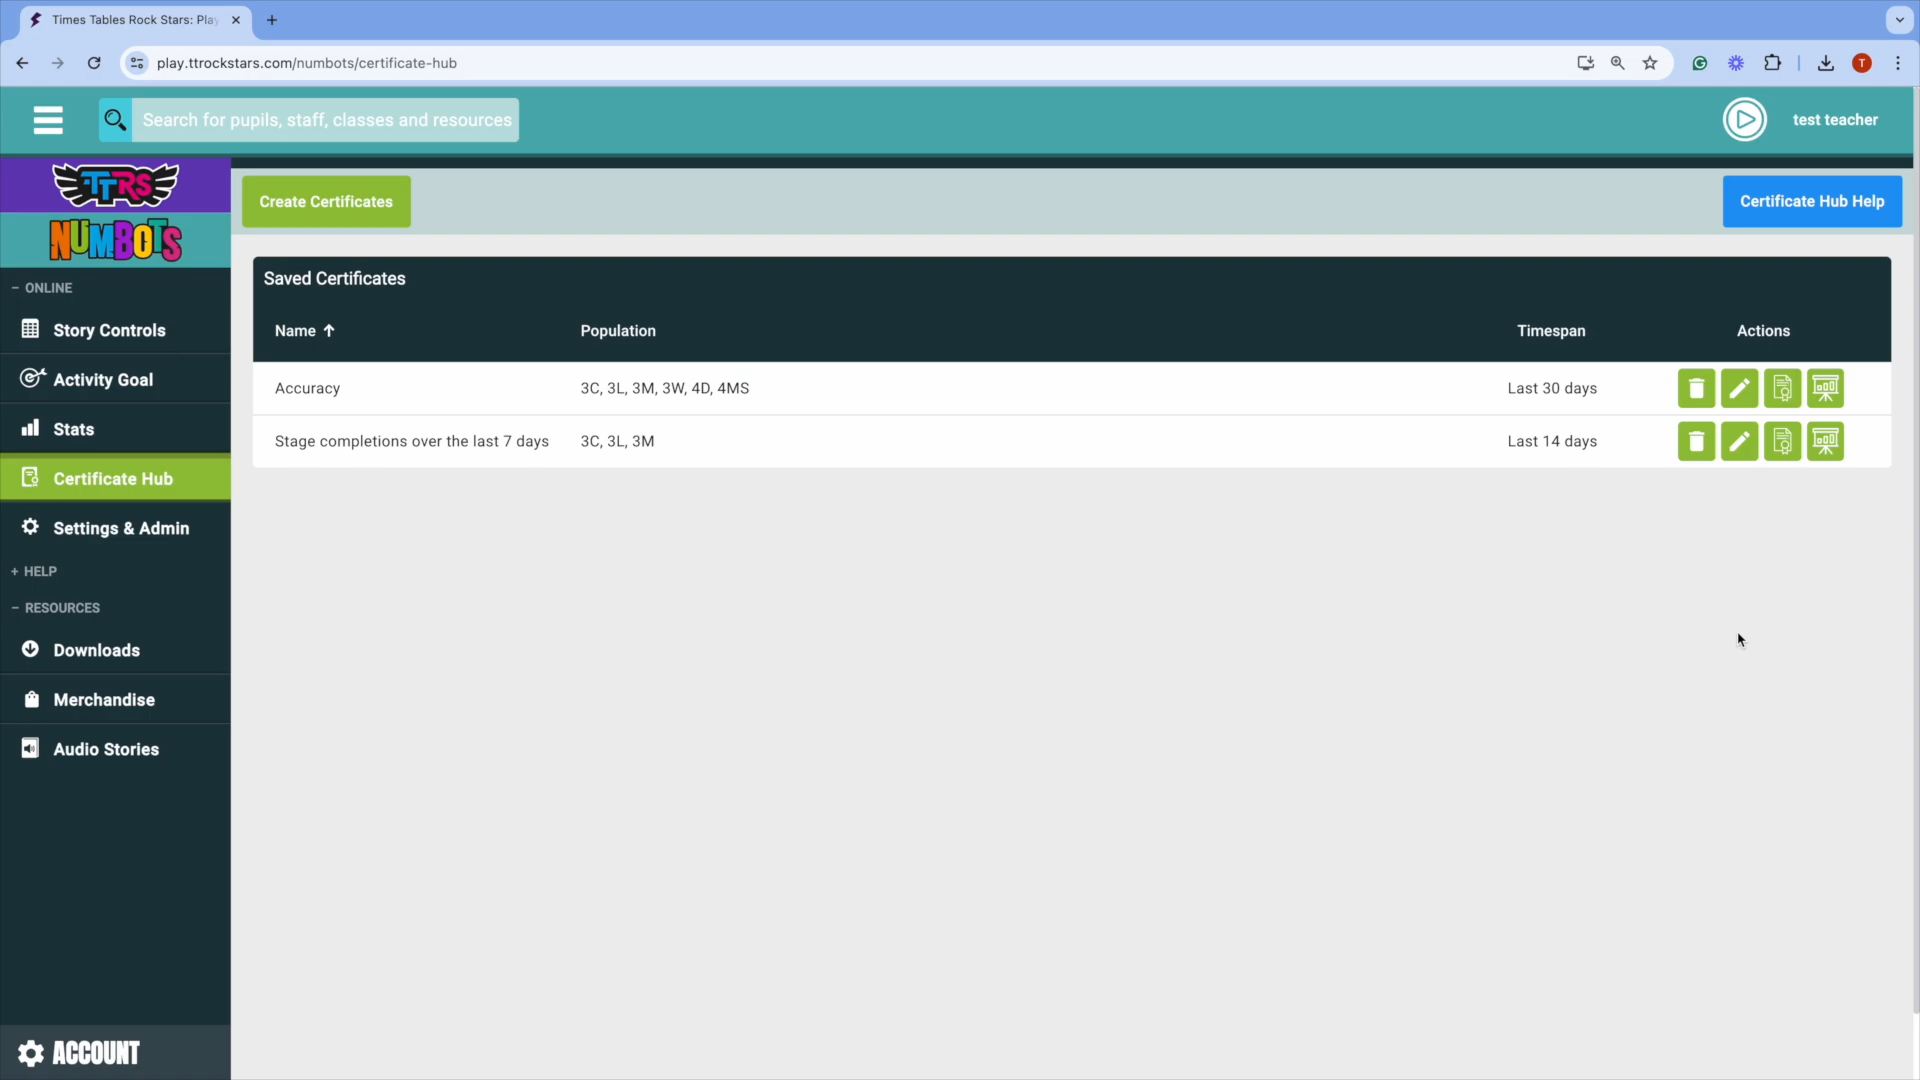 Times Tables Rock Stars: Play
play.ttrockstars.com/numbots/certificate-hub
T
Search for pupils, staff, classes and resources
test teacher
TTRS
NUMBOTS
Create Certificates
Certificate Hub Help
− ONLINE
Story Controls
Activity Goal
Stats
Certificate Hub
Settings & Admin
+ HELP
− RESOURCES
Downloads
Merchandise
Audio Stories
ACCOUNT
Saved Certificates
Name ↑ Population Timespan Actions
Accuracy 3C, 3L, 3M, 3W, 4D, 4MS Last 30 days
Stage completions over the last 7 days 3C, 3L, 3M Last 14 days